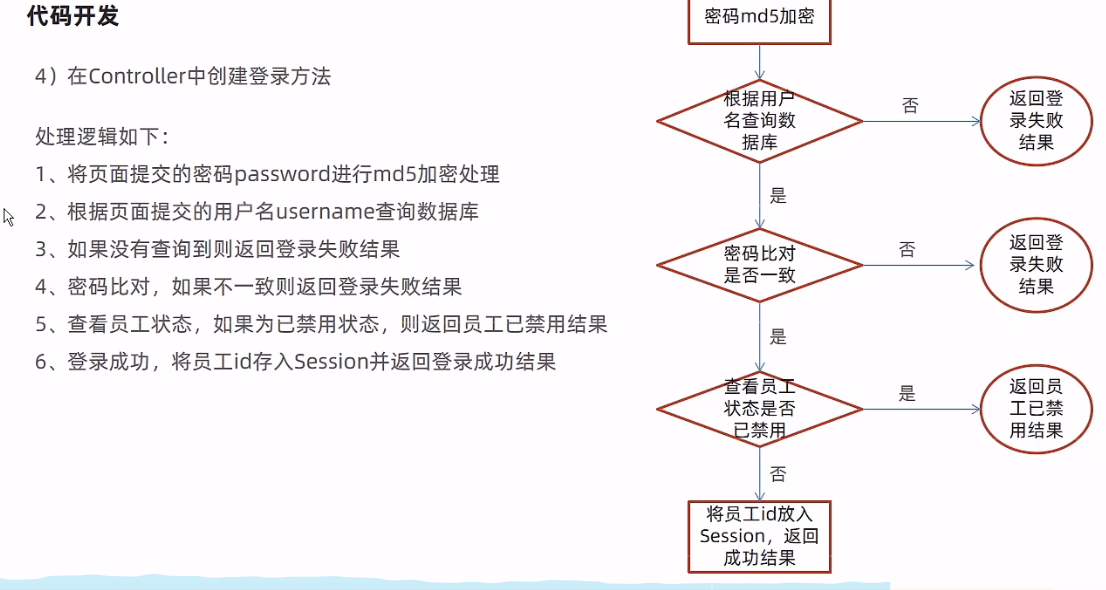 代码开发
4）在Controller中创建登录方法
处理逻辑如下：
1、将页面提交的密码password进行md5加密处理
2、根据页面提交的用户名username查询数据库
3、如果没有查询到则返回登录失败结果
4、密码比对，如果不一致则返回登录失败结果
5、查看员工状态，如果为已禁用状态，则返回员工已禁用结果
6、登录成功，将员工id存入Session并返回登录成功结果
密码md5加密
根据用户
名查询数
据库
否
返回登
录失败
结果
是
密码比对
是否一致
否
返回登
录失败
结果
是
查看员工
状态是否
已禁用
是
返回员
工已禁
用结果
否
将员工id放入
Session，返回
成功结果